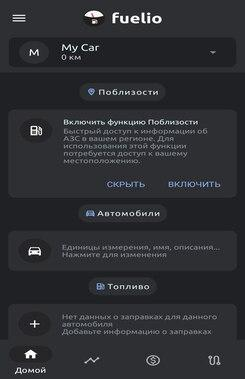 fuelio
M
My Car
0 км
Поблизости
Включить функцию Поблизости
Быстрый доступ к информации об
АЗС в вашем регионе. Для
использования этой функции
потребуется доступ к вашему
местоположению.
СКРЫТЬ ВКЛЮЧИТЬ
Автомобили
Единицы измерения, имя, описания...
Нажмите для изменения
Топливо
Нет данных о заправках для данного
автомобиля
Добавьте информацию о заправках
Домой